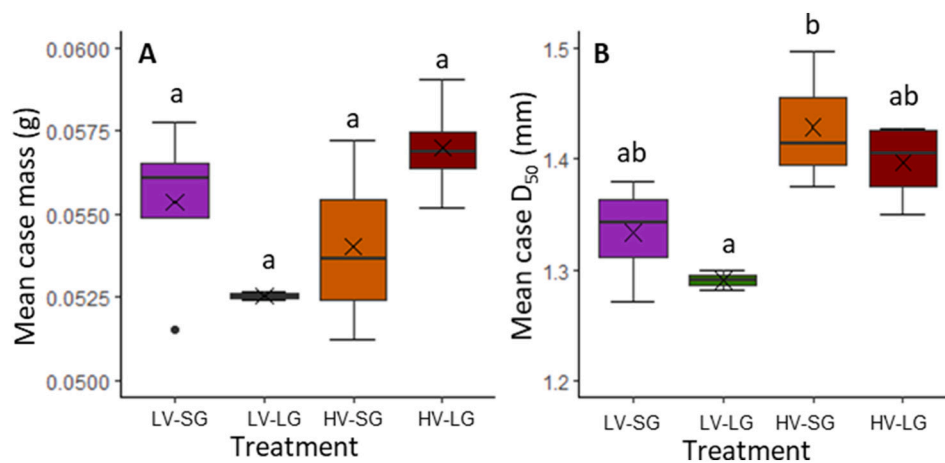 A
Mean case mass (g)
0.0600
0.0575
0.0550
0.0525
0.0500
a
a
a
a
LV-SG
LV-LG
HV-SG
HV-LG
Treatment
B
Mean case D₅₀ (mm)
1.5
1.4
1.3
1.2
ab
a
b
ab
LV-SG
LV-LG
HV-SG
HV-LG
Treatment